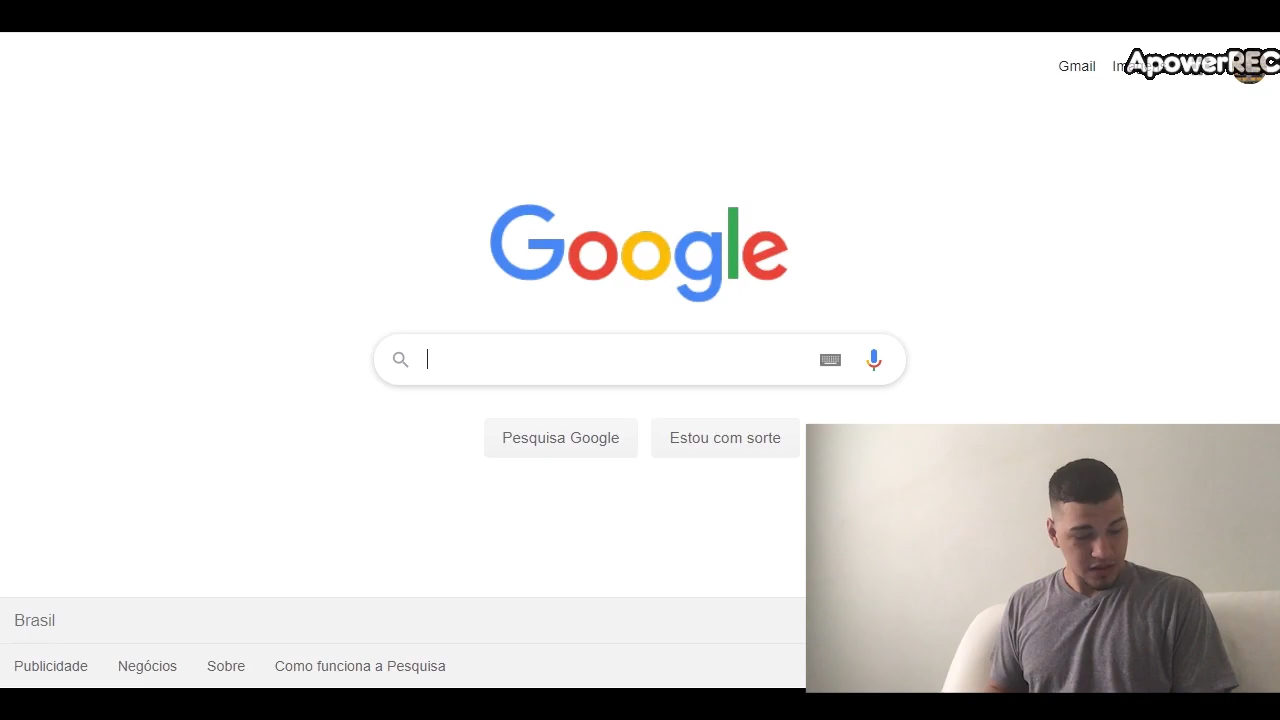 Gmail
ApowerREC
Google
Pesquisa Google
Estou com sorte
Brasil
Publicidade
Negócios
Sobre
Como funciona a Pesquisa